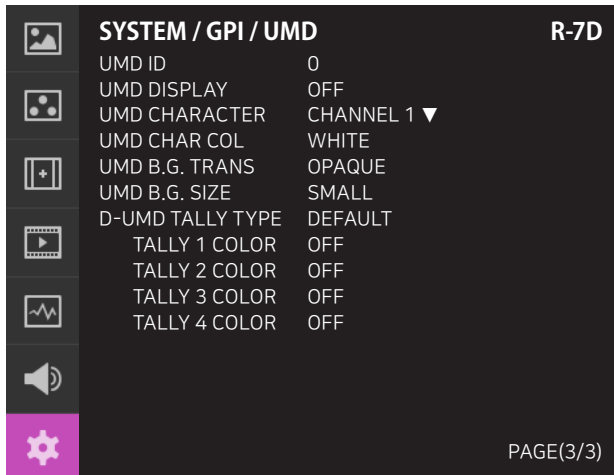 SYSTEM / GPI / UMD R-7D
UMD ID 0
UMD DISPLAY OFF
UMD CHARACTER CHANNEL 1 ▼
UMD CHAR COL WHITE
UMD B.G. TRANS OPAQUE
UMD B.G. SIZE SMALL
D-UMD TALLY TYPE DEFAULT
TALLY 1 COLOR OFF
TALLY 2 COLOR OFF
TALLY 3 COLOR OFF
TALLY 4 COLOR OFF
PAGE(3/3)